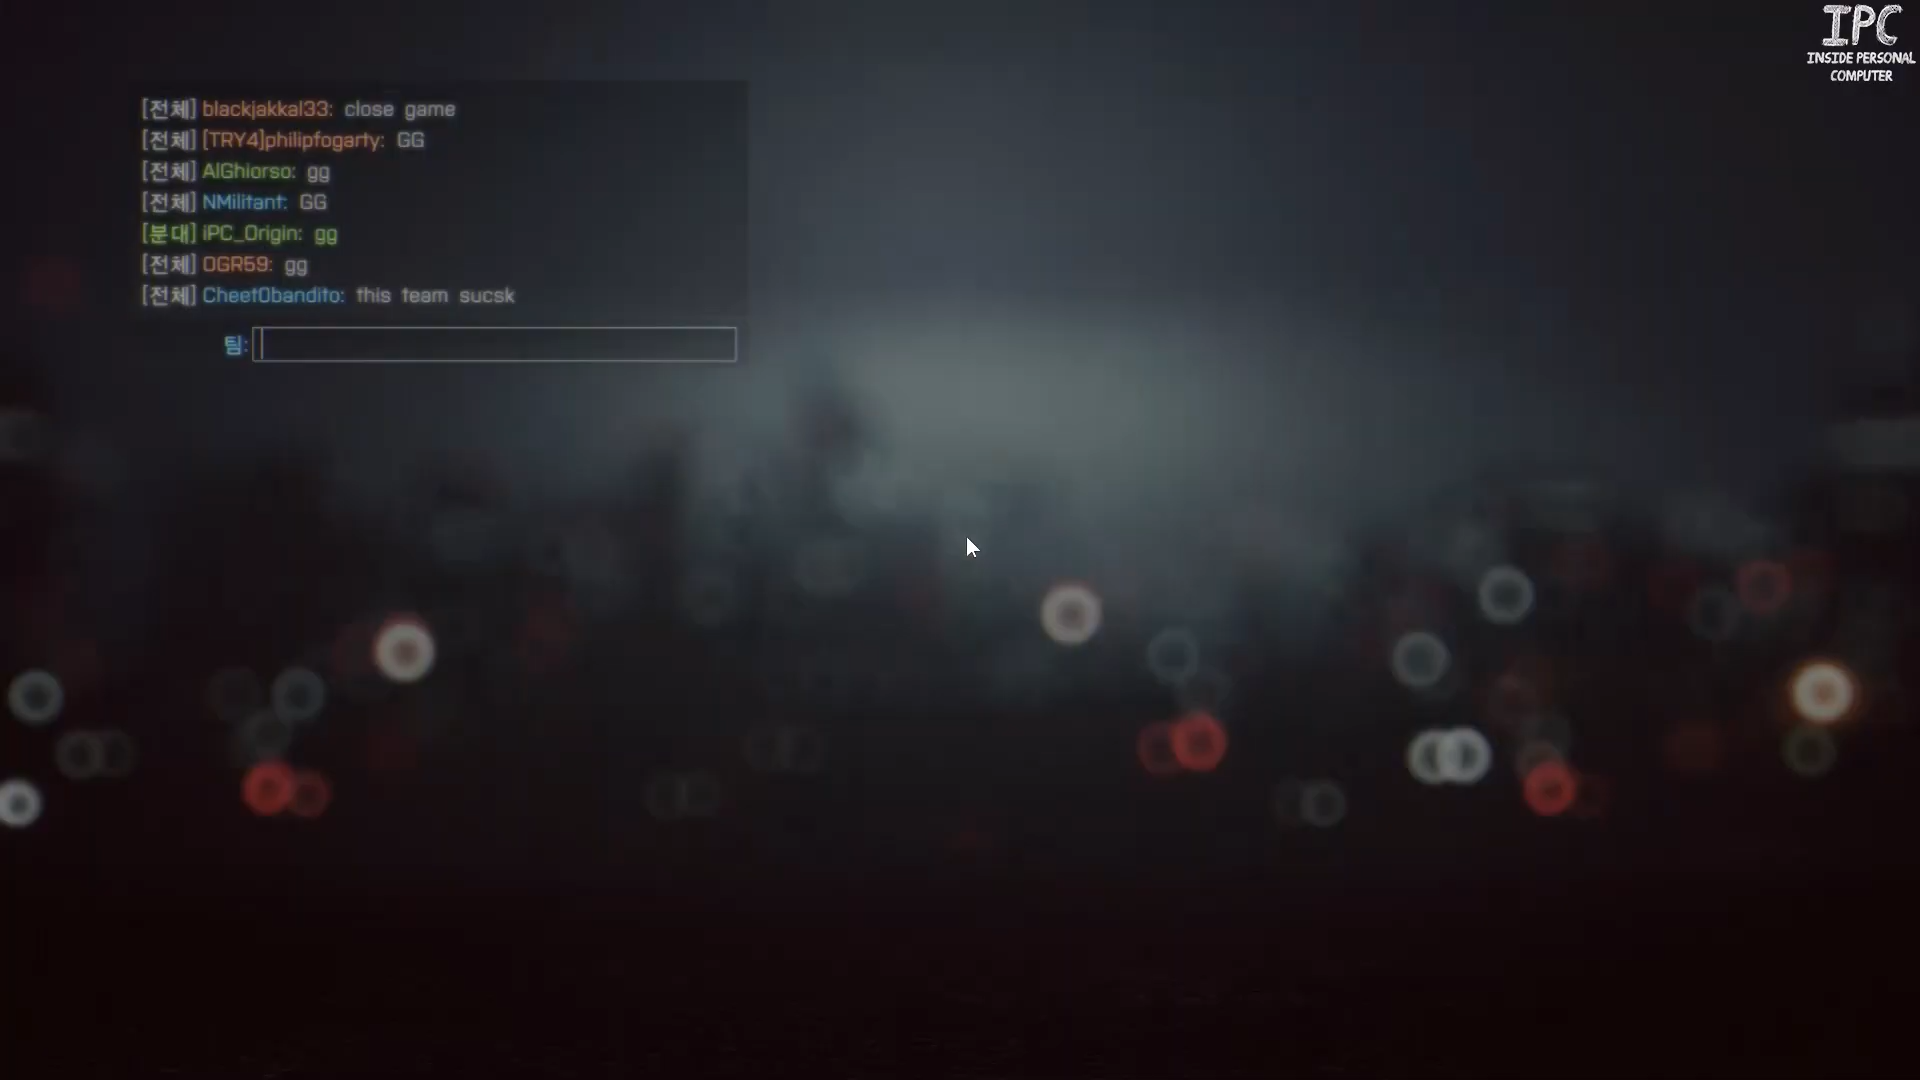 IPC
INSIDE PERSONAL
COMPUTER
[전체] blackjakkal33: close game
[전체] [TRY4]philipfogarty: GG
[전체] AlGhiorso: gg
[전체] NMilitant: GG
[분대] iPC_Origin: gg
[전체] OGR59: gg
[전체] CheetObandito: this team sucsk
팀: